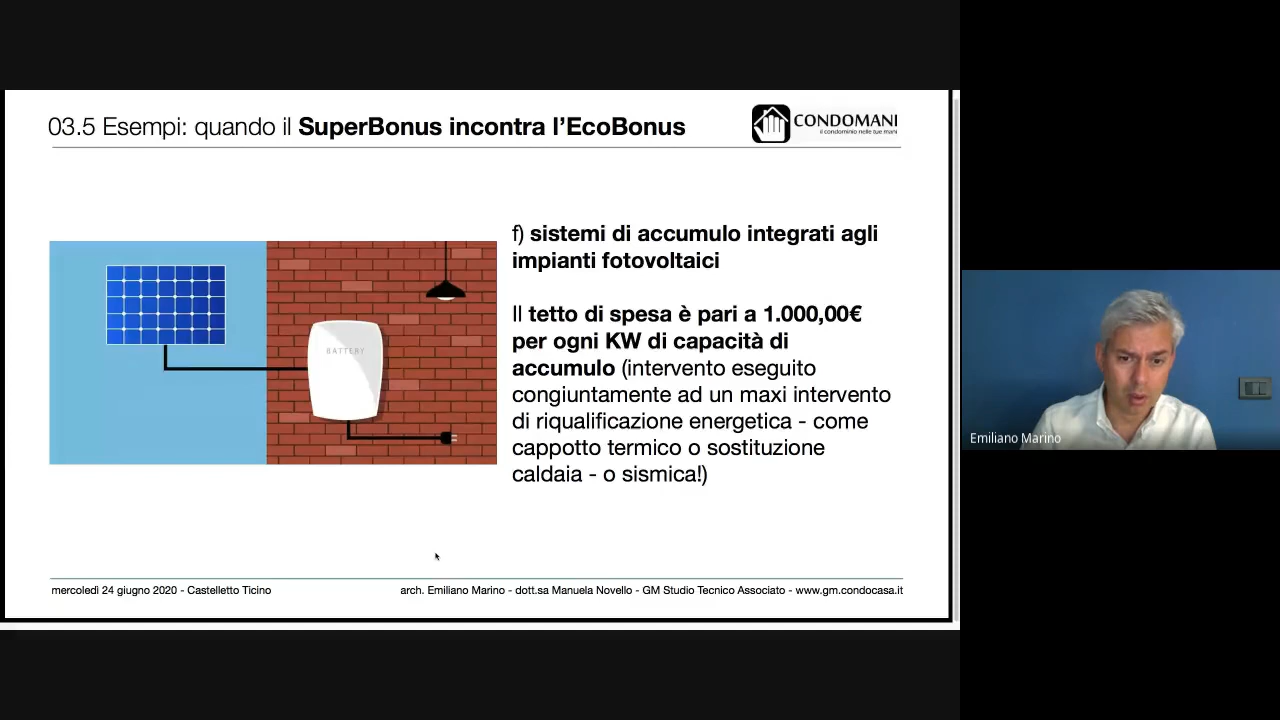 03.5 Esempi: quando il SuperBonus incontra l'EcoBonus
CONDOMANI
il condominio nelle tue mani
f) sistemi di accumulo integrati agli
impianti fotovoltaici
Il tetto di spesa è pari a 1.000,00€
per ogni KW di capacità di
accumulo (intervento eseguito
congiuntamente ad un maxi intervento
di riqualificazione energetica - come
cappotto termico o sostituzione
caldaia - o sismica!)
BATTERY
Emiliano Marino
mercoledì 24 giugno 2020 - Castelletto Ticino
arch. Emiliano Marino - dott.sa Manuela Novello - GM Studio Tecnico Associato - www.gm.condocasa.it